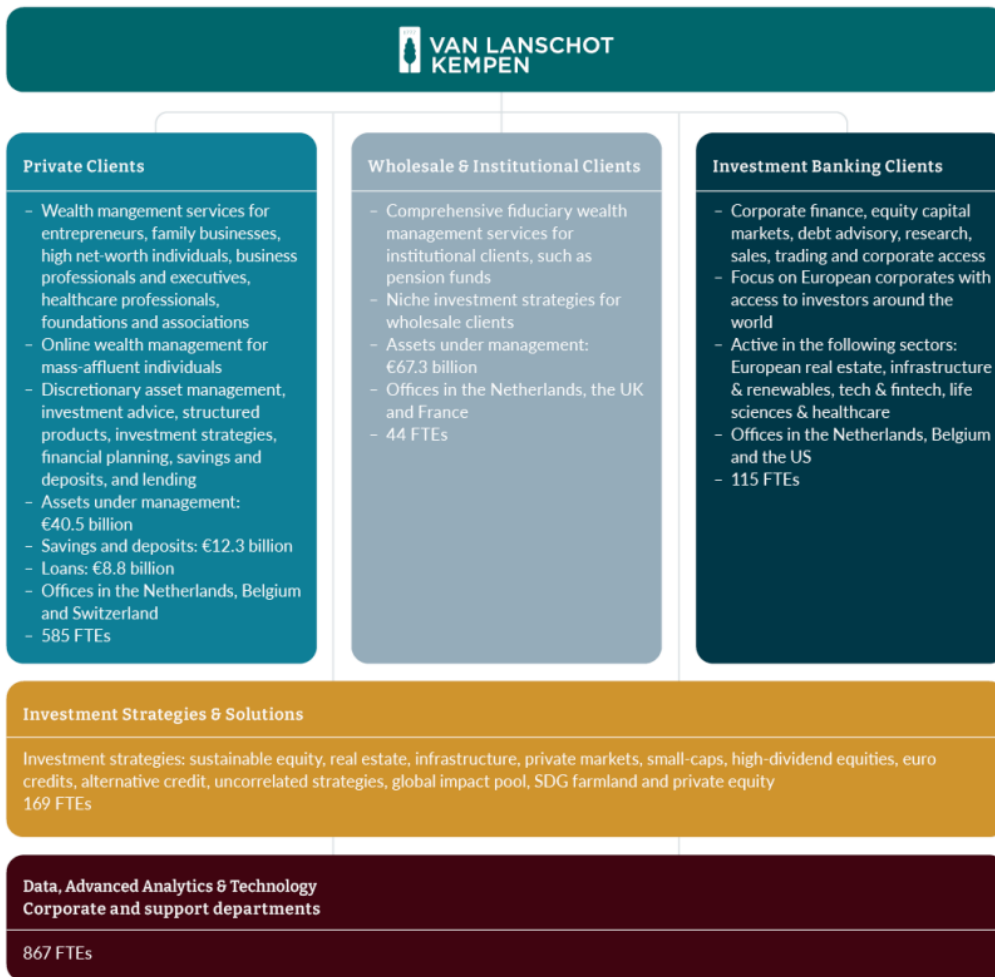 VAN LANSCHOT
KEMPEN
Private Clients
– Wealth mangement services for
entrepreneurs, family businesses,
high net-worth individuals, business
professionals and executives,
healthcare professionals,
foundations and associations
– Online wealth management for
mass-affluent individuals
– Discretionary asset management,
investment advice, structured
products, investment strategies,
financial planning, savings and
deposits, and lending
– Assets under management:
€40.5 billion
– Savings and deposits: €12.3 billion
– Loans: €8.8 billion
– Offices in the Netherlands, Belgium
and Switzerland
– 585 FTEs
Wholesale & Institutional Clients
– Comprehensive fiduciary wealth
management services for
institutional clients, such as
pension funds
– Niche investment strategies for
wholesale clients
– Assets under management:
€67.3 billion
– Offices in the Netherlands, the UK
and France
– 44 FTEs
Investment Banking Clients
– Corporate finance, equity capital
markets, debt advisory, research,
sales, trading and corporate access
– Focus on European corporates with
access to investors around the
world
– Active in the following sectors:
European real estate, infrastructure
& renewables, tech & fintech, life
sciences & healthcare
– Offices in the Netherlands, Belgium
and the US
– 115 FTEs
Investment Strategies & Solutions
Investment strategies: sustainable equity, real estate, infrastructure, private markets, small-caps, high-dividend equities, euro
credits, alternative credit, uncorrelated strategies, global impact pool, SDG farmland and private equity
169 FTEs
Data, Advanced Analytics & Technology
Corporate and support departments
867 FTEs